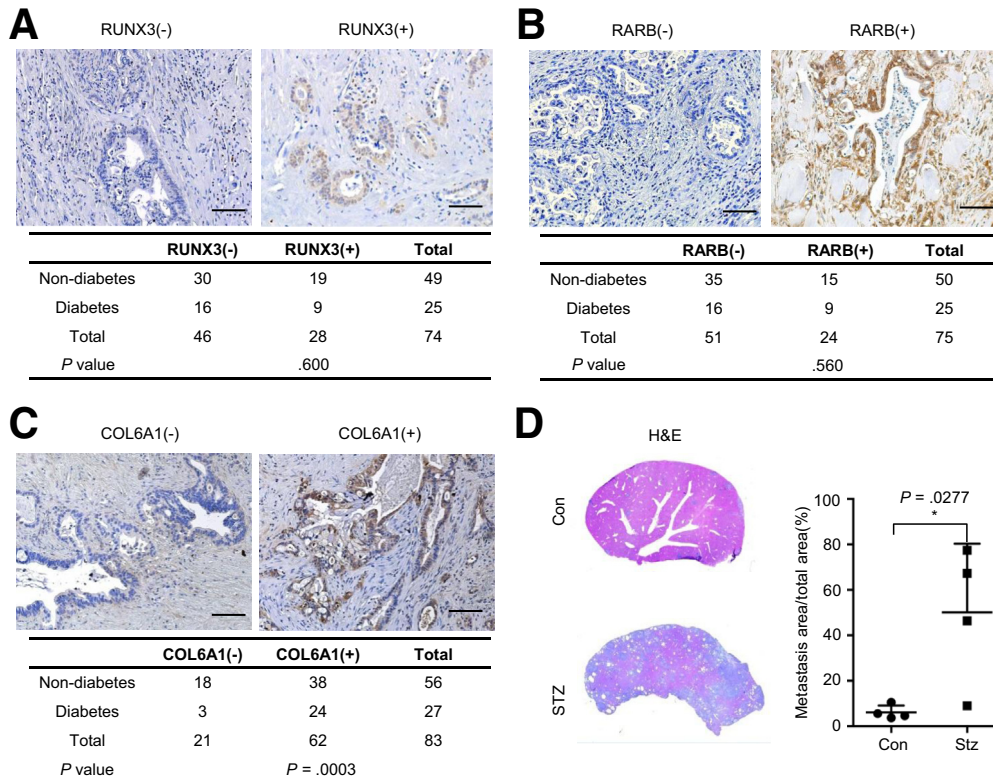 A
RUNX3(-) RUNX3(+)
RUNX3(-) RUNX3(+) Total
Non-diabetes 30 19 49
Diabetes 16 9 25
Total 46 28 74
P value .600
B
RARB(-) RARB(+)
RARB(-) RARB(+) Total
Non-diabetes 35 15 50
Diabetes 16 9 25
Total 51 24 75
P value .560
C
COL6A1(-) COL6A1(+)
COL6A1(-) COL6A1(+) Total
Non-diabetes 18 38 56
Diabetes 3 24 27
Total 21 62 83
P value P = .0003
D
H&E
Con
STZ
Metastasis area/total area(%)
100
80
60
40
20
0
P = .0277
*
Con Stz